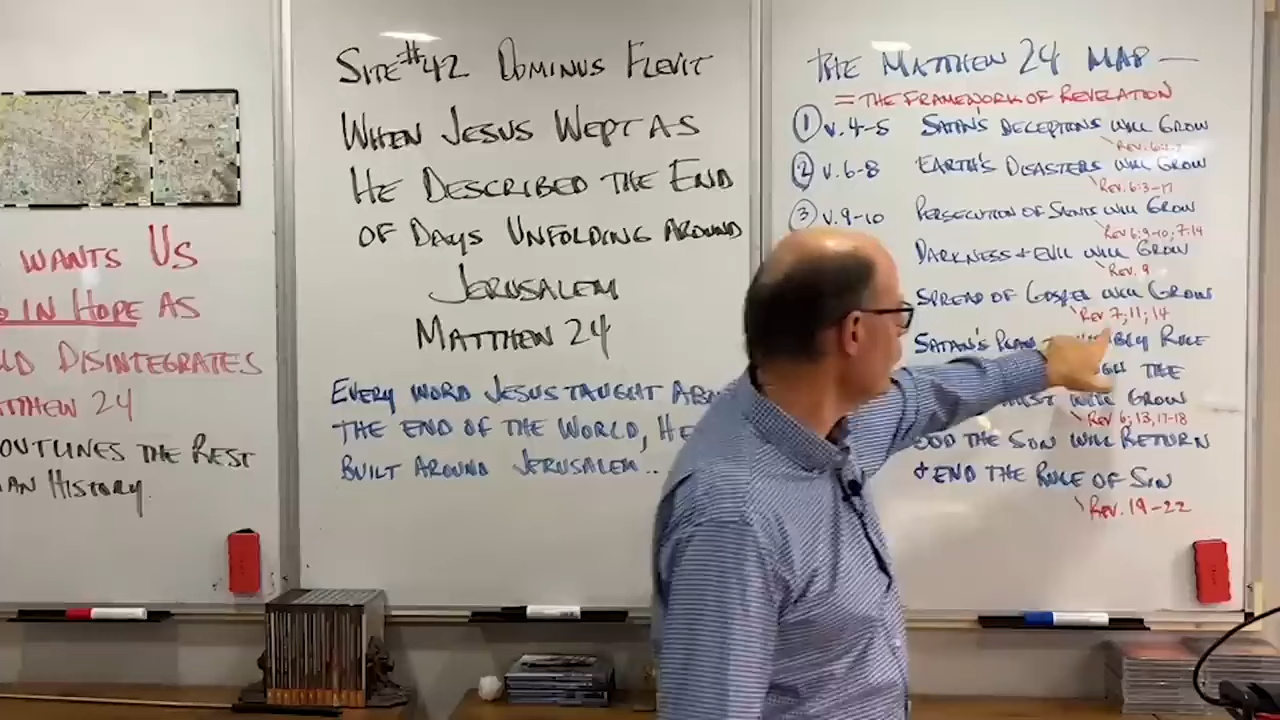 WANTS US
IN HOPE AS
LD DISINTEGRATES
TTHEW 24
OUTLINES THE REST
AN HISTORY.
SITE #42 DOMINUS FLEVIT
WHEN JESUS WEPT AS
HE DESCRIBED THE END
OF DAYS UNFOLDING AROUND
JERUSALEM
MATTHEW 24
EVERY WORD JESUS TAUGHT AB
THE END OF THE WORLD, HE
BUILT AROUND JERUSALEM..
THE MATTHEW 24 MAP —
= THE FRAMEWORK OF REVELATION
1 V. 4-5 SATAN'S DECEPTIONS WILL GROW
2 V. 6-8 EARTH'S DISASTERS WILL GROW
REV. 6:3-17
3 V. 9-10 PERSECUTION OF SAINTS WILL GROW
REV 6:9-10; 7:14
DARKNESS + EVIL WILL GROW
REV. 9
SPREAD OF GOSPEL WILL GROW
REV 7; 11; 14
SATAN'S PLAN RULE
THE
WILL GROW
REV 6; 13, 17-18
GOD THE SON WILL RETURN
+ END THE RULE OF SIN
REV. 19-22